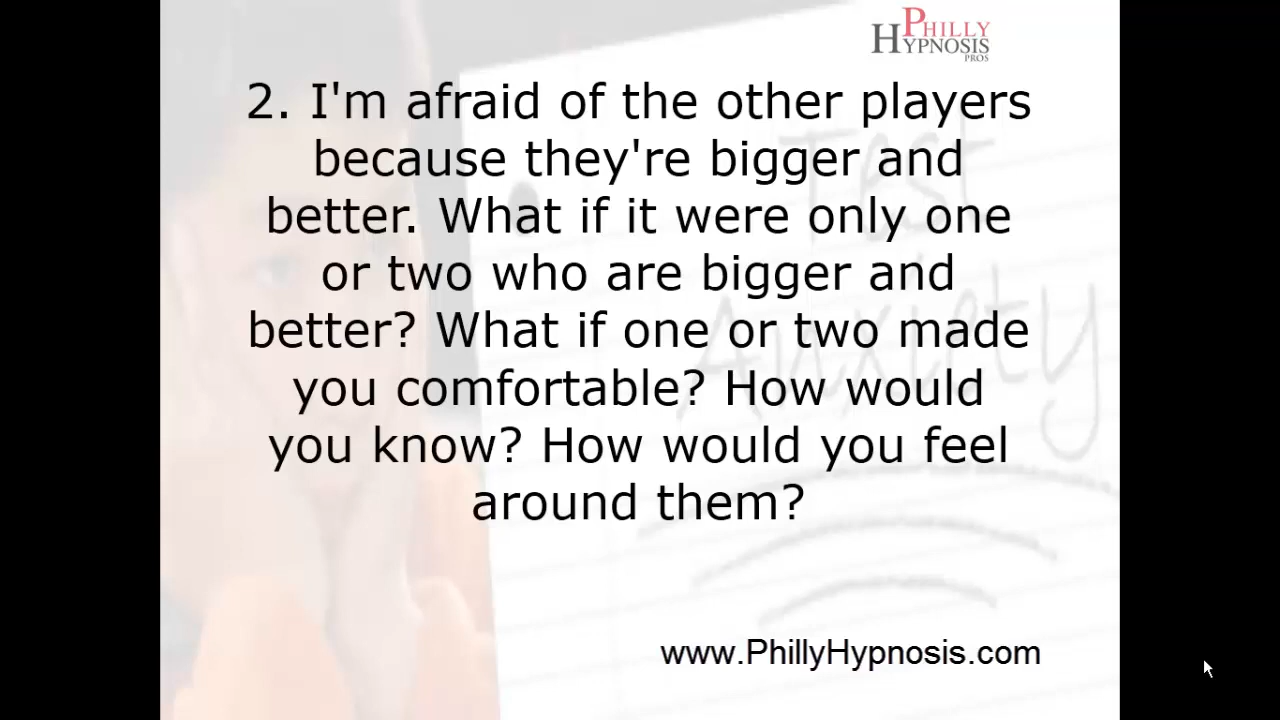 PHILLY
HYPNOSIS
PROS
2. I'm afraid of the other players
because they're bigger and
better. What if it were only one
or two who are bigger and
better? What if one or two made
you comfortable? How would
you know? How would you feel
around them?
Test
Anxiety
www.PhillyHypnosis.com